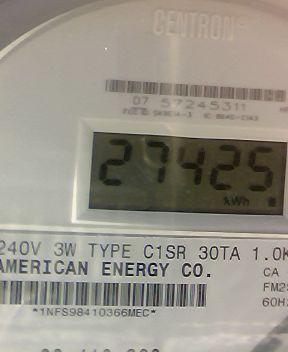 CENTRON
07 57245311
27425
kWh
240V 3W TYPE C1SR 30TA 1.0K
AMERICAN ENERGY CO.
CA
FM2S
60Hz
*1NFS98410366MEC*